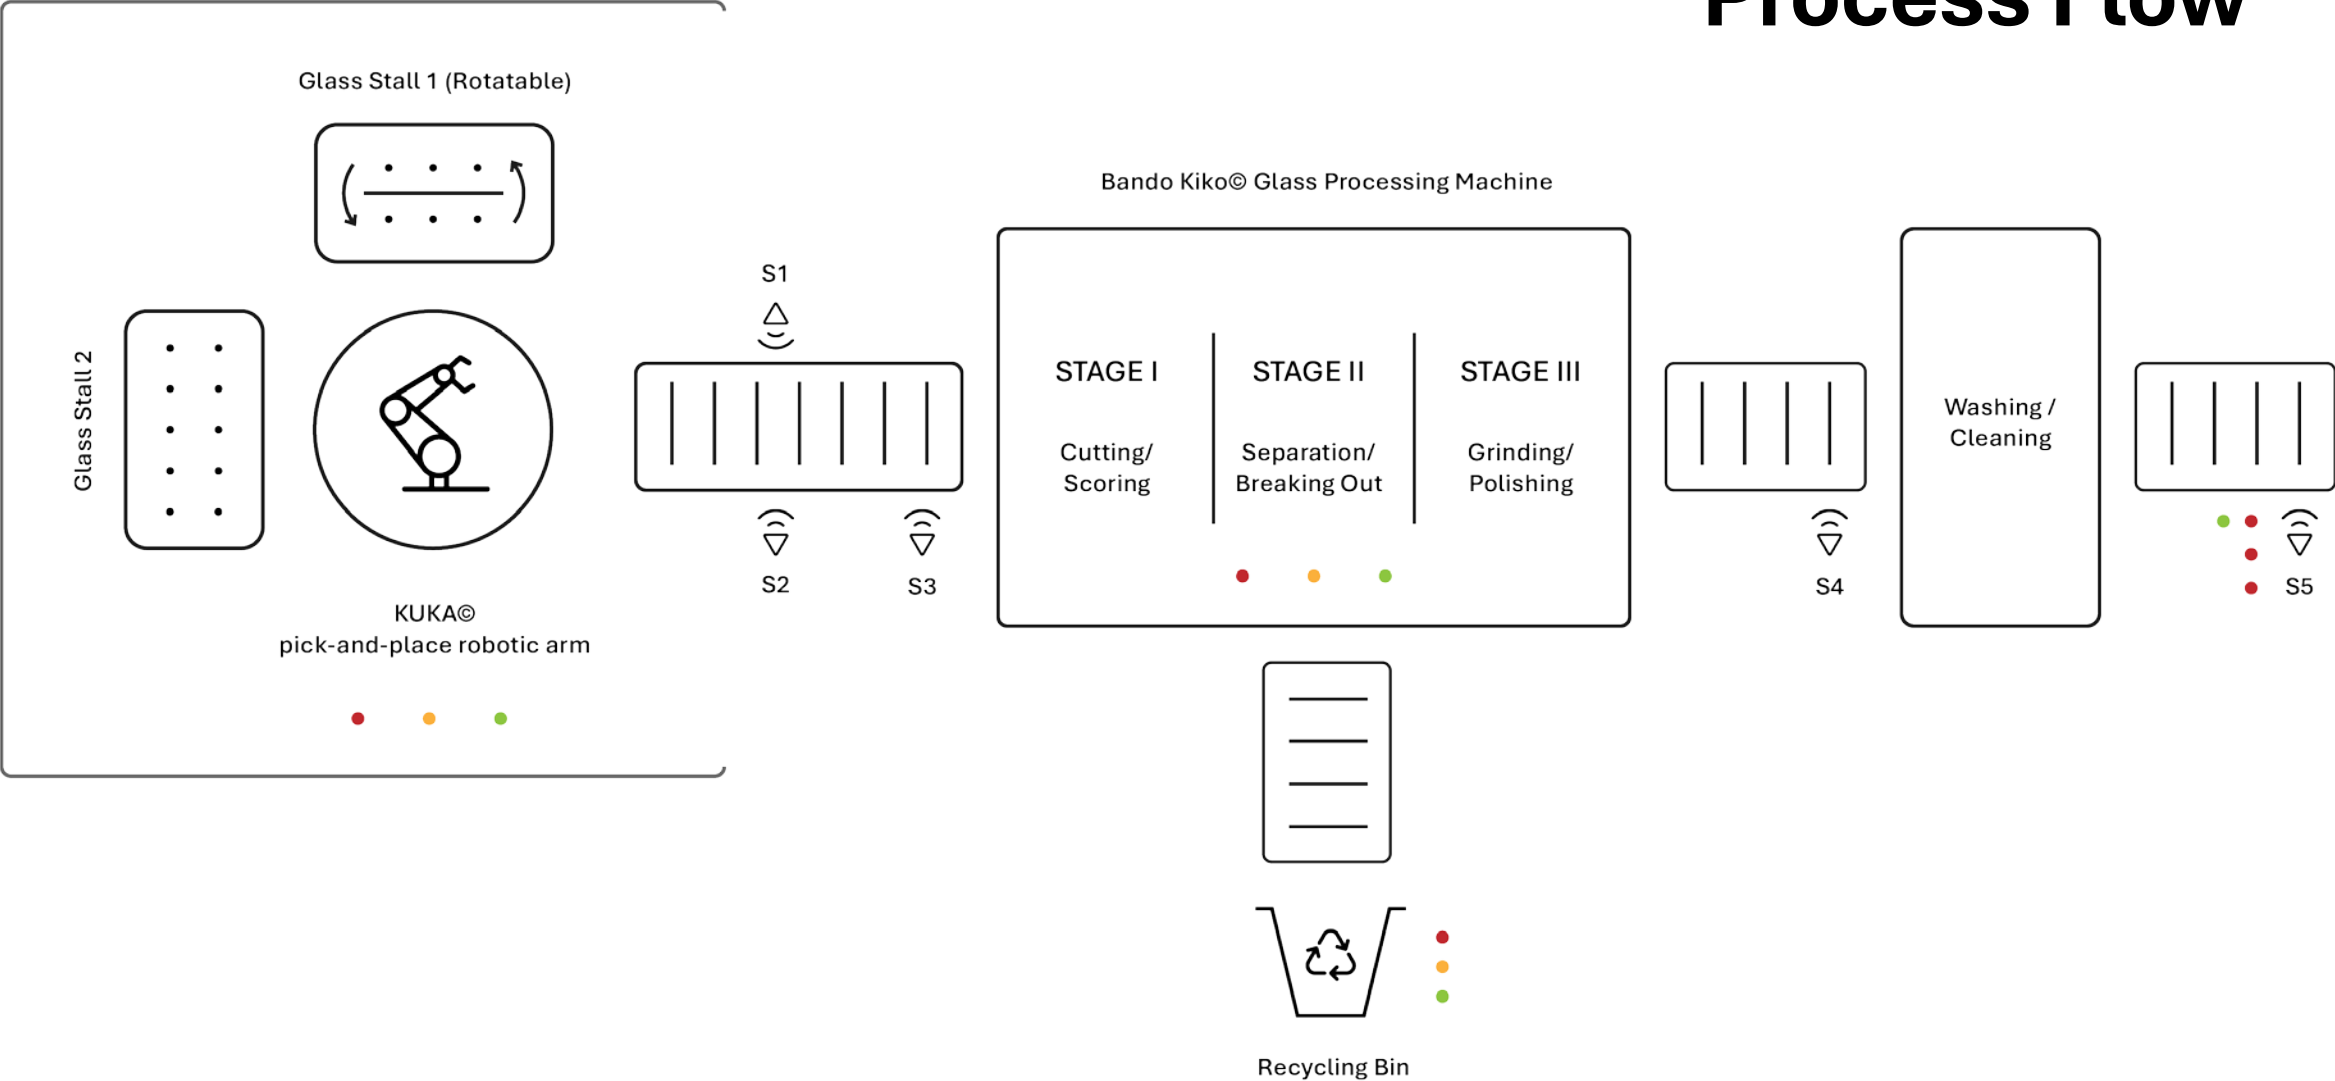 Process Flow
Glass Stall 1 (Rotatable)
Bando Kiko© Glass Processing Machine
S1
Glass Stall 2
STAGE I
STAGE II
STAGE III
Cutting/
Scoring
Separation/
Breaking Out
Grinding/
Polishing
Washing /
Cleaning
S2
S3
S4
S5
KUKA©
pick-and-place robotic arm
Recycling Bin